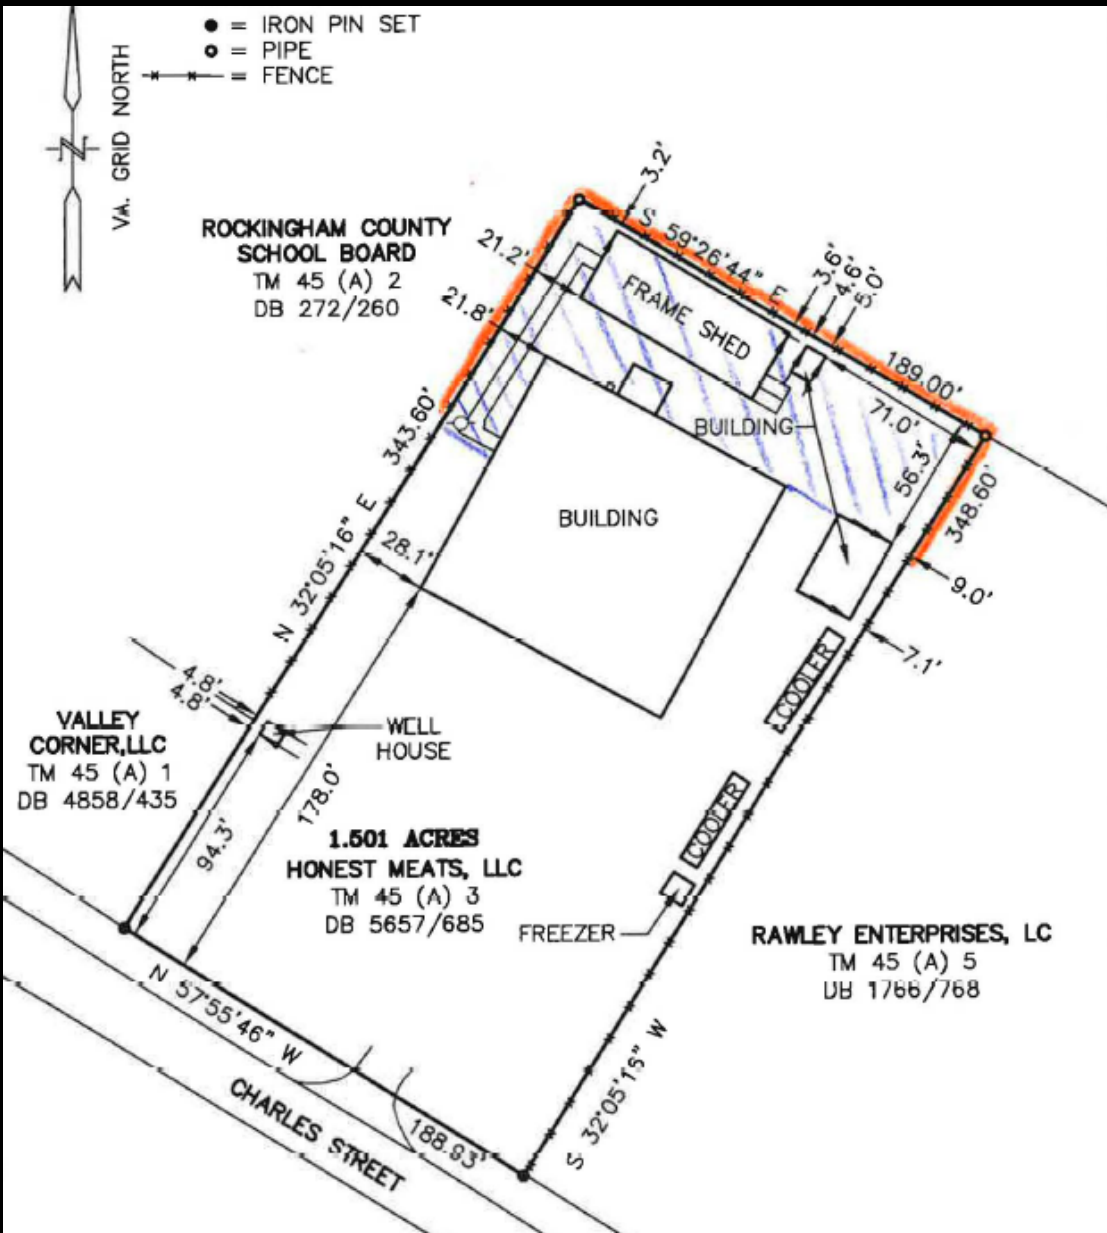 ● = IRON PIN SET
o = PIPE
= FENCE
VA. GRID NORTH
N
ROCKINGHAM COUNTY
SCHOOL BOARD
TM 45 (A) 2
DB 272/260
3.2'
S 59°26'44" E
189.00'
3.6'
4.6'
5.0'
21.2'
21.8'
FRAME SHED
BUILDING
71.0'
56.3'
348.60'
343.60'
N 32°05'16" E
28.1'
BUILDING
9.0'
7.1'
COOLER
4.8'
4.8'
VALLEY
CORNER,LLC
TM 45 (A) 1
DB 4858/435
WELL
HOUSE
178.0'
94.3'
1.501 ACRES
HONEST MEATS, LLC
TM 45 (A) 3
DB 5657/685
COOLER
FREEZER
RAWLEY ENTERPRISES, LC
TM 45 (A) 5
DB 1766/768
N 57°55'46" W
188.93'
S 32°05'16" W
CHARLES STREET